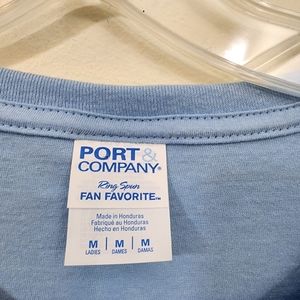 PORT &
COMPANY®
Ring Spun
FAN FAVORITE™
Made in Honduras
Fabriqué au Honduras
Hecho en Honduras
M | M | M
LADIES DAMES DAMAS